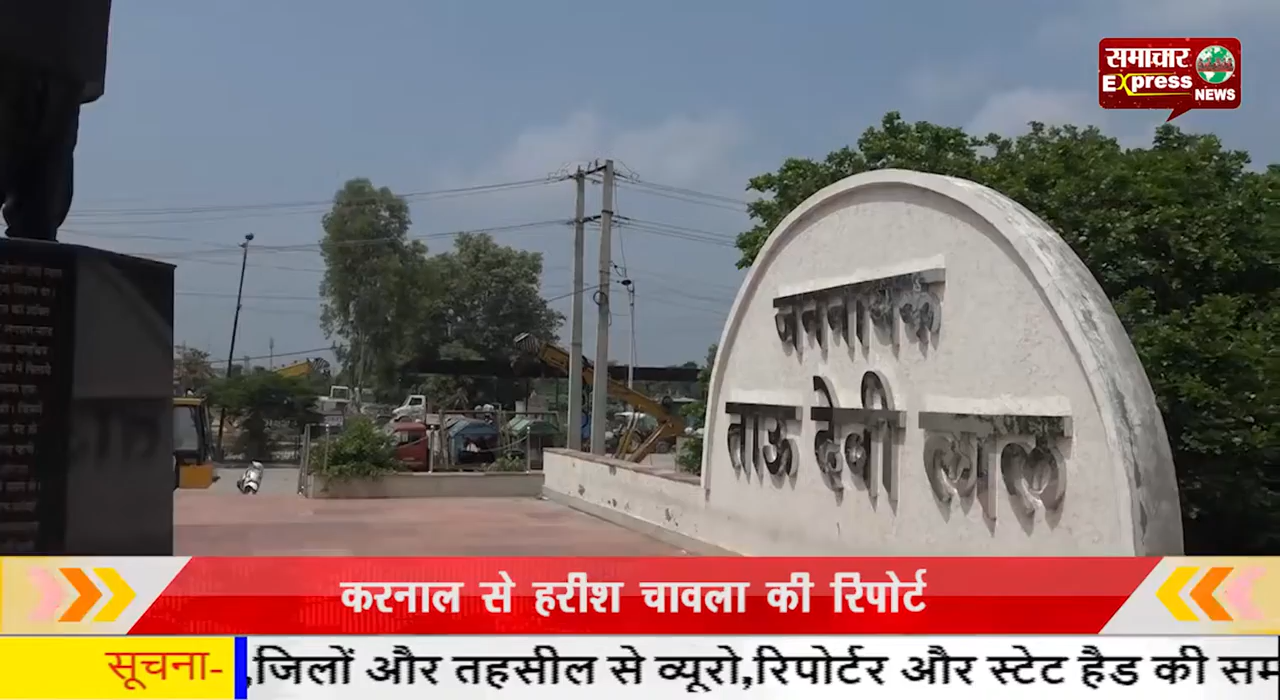 समाचार
Express
NEWS
जननायक
ताऊ देवी लाल
करनाल से हरीश चावला की रिपोर्ट
सूचना-
,जिलों और तहसील से व्यूरो,रिपोर्टर और स्टेट हैड की सम